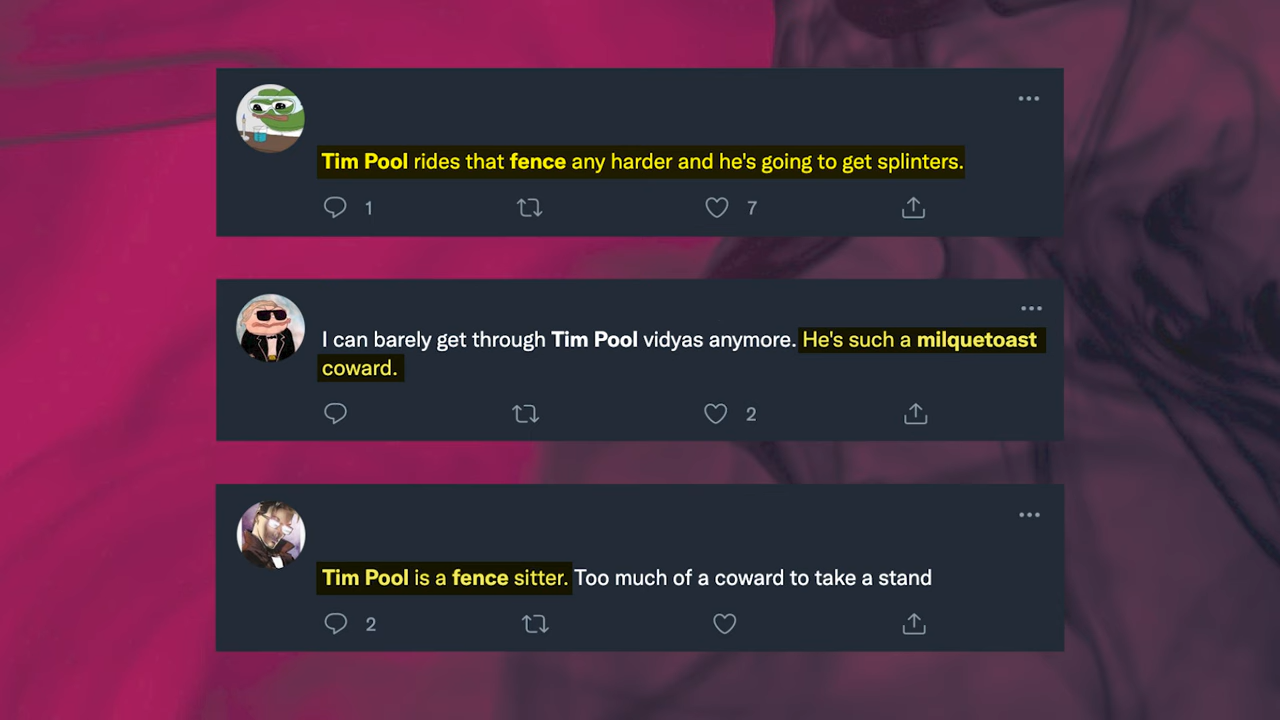 Tim Pool rides that fence any harder and he's going to get splinters.
1 7
I can barely get through Tim Pool vidyas anymore. He's such a milquetoast
coward.
2
Tim Pool is a fence sitter. Too much of a coward to take a stand
2